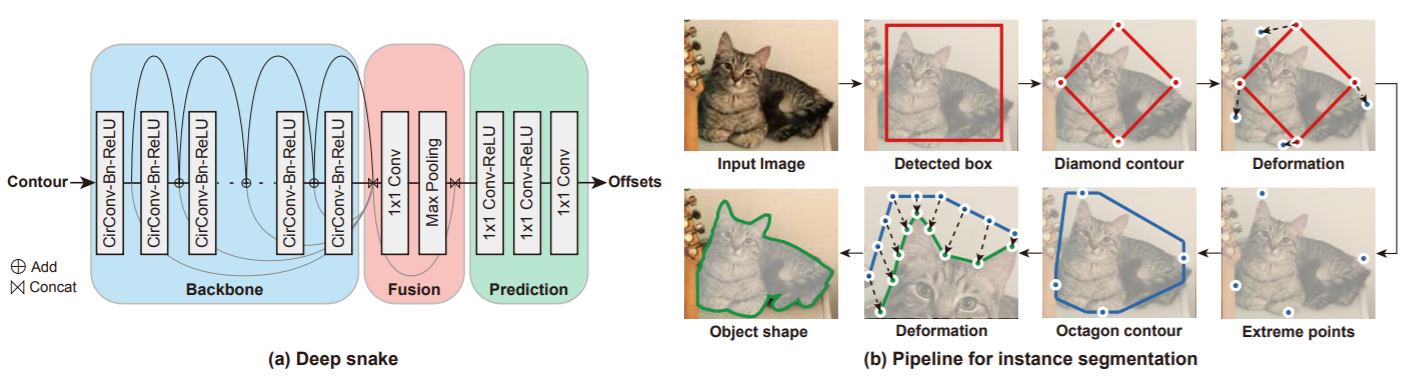 Contour
CirConv-Bn-ReLU
CirConv-Bn-ReLU
CirConv-Bn-ReLU
CirConv-Bn-ReLU
CirConv-Bn-ReLU
1x1 Conv
Max Pooling
1x1 Conv-ReLU
1x1 Conv-ReLU
1x1 Conv
Offsets
Add
Concat
Backbone
Fusion
Prediction
(a) Deep snake
Input Image
Detected box
Diamond contour
Deformation
Object shape
Deformation
Octagon contour
Extreme points
(b) Pipeline for instance segmentation